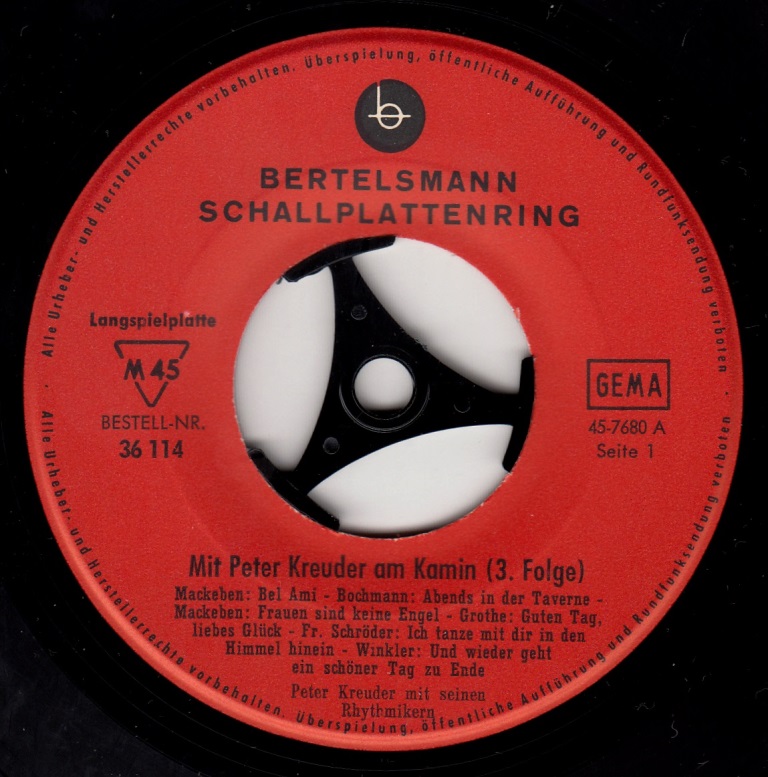 Alle Urheber- und Herstellerrechte vorbehalten. Überspielung, öffentliche Aufführung und Rundfunksendung verboten ·
b
BERTELSMANN
SCHALLPLATTENRING
Langspielplatte
M 45
BESTELL-NR.
36 114
GEMA
45-7680 A
Seite 1
Mit Peter Kreuder am Kamin (3. Folge)
Mackeben: Bel Ami - Bochmann: Abends in der Taverne -
Mackeben: Frauen sind keine Engel - Grothe: Guten Tag,
liebes Glück - Fr. Schröder: Ich tanze mit dir in den
Himmel hinein - Winkler: Und wieder geht
ein schöner Tag zu Ende
Peter Kreuder mit seinen
Rhythmikern
· Alle Urheber- und Herstellerrechte vorbehalten. Überspielung, öffentliche Aufführung und Rundfunksendung verboten